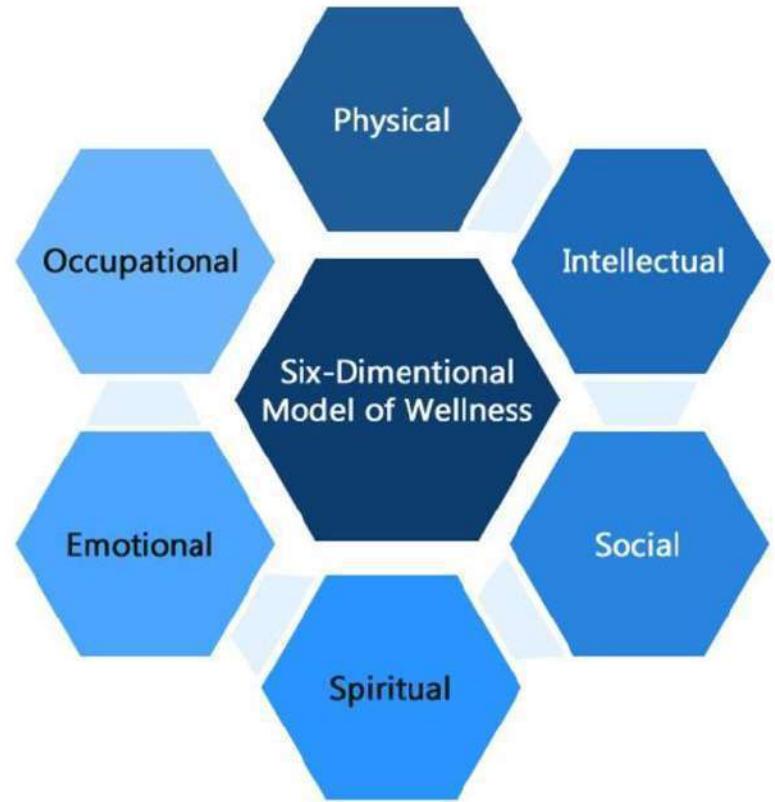 Physical
Intellectual
Social
Spiritual
Emotional
Occupational
Six-Dimentional
Model of Wellness